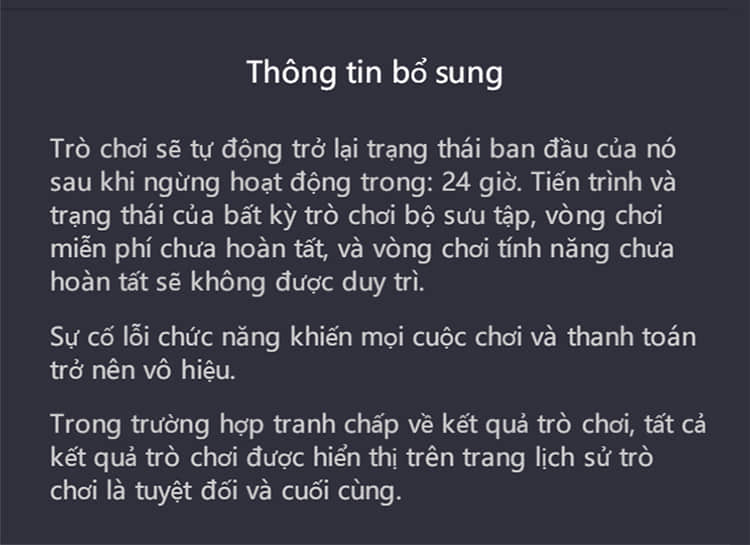 Thông tin bổ sung
Trò chơi sẽ tự động trở lại trạng thái ban đầu của nó
sau khi ngừng hoạt động trong: 24 giờ. Tiến trình và
trạng thái của bất kỳ trò chơi bộ sưu tập, vòng chơi
miễn phí chưa hoàn tất, và vòng chơi tính năng chưa
hoàn tất sẽ không được duy trì.
Sự cố lỗi chức năng khiến mọi cuộc chơi và thanh toán
trở nên vô hiệu.
Trong trường hợp tranh chấp về kết quả trò chơi, tất cả
kết quả trò chơi được hiển thị trên trang lịch sử trò
chơi là tuyệt đối và cuối cùng.